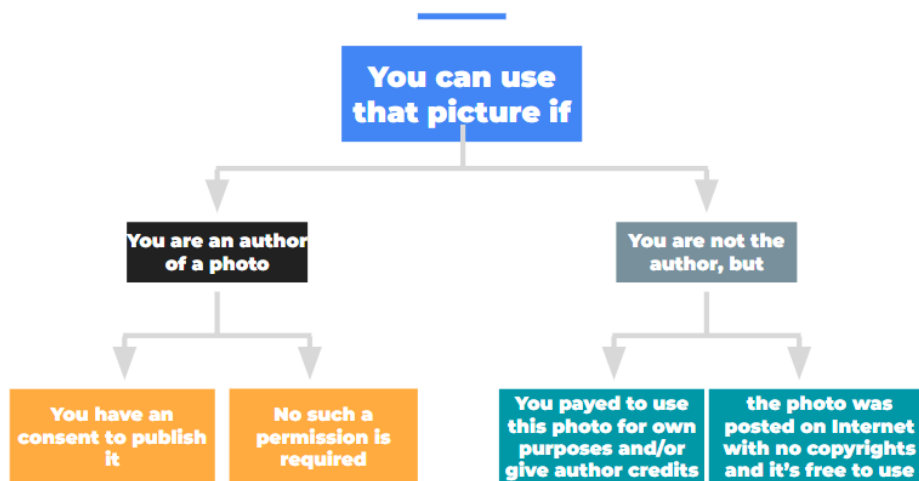 You can use
that picture if
You are an author
of a photo
You are not the
author, but
You have an
consent to publish
it
No such a
permission is
required
You payed to use
this photo for own
purposes and/or
give author credits
the photo was
posted on Internet
with no copyrights
and it's free to use